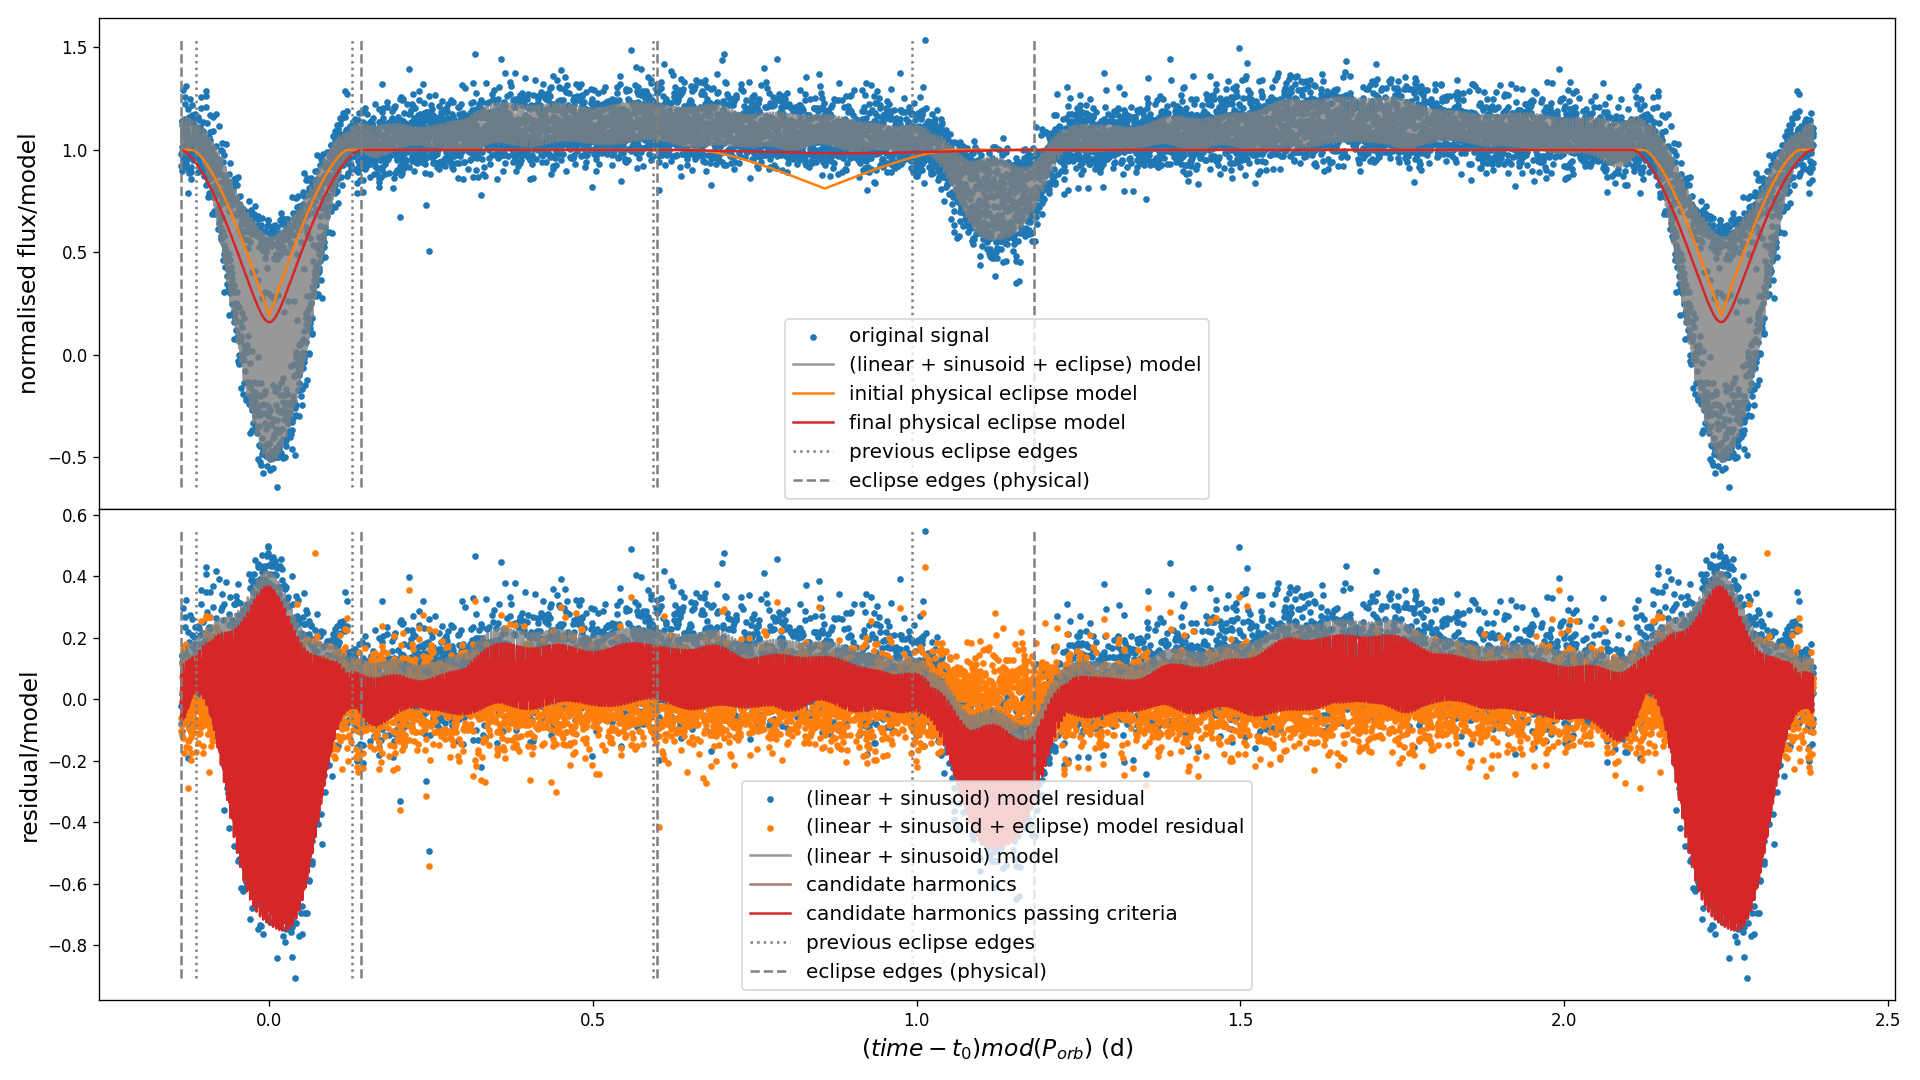 normalised flux/model
1.5
1.0
0.5
0.0
−0.5
original signal
(linear + sinusoid + eclipse) model
initial physical eclipse model
final physical eclipse model
previous eclipse edges
eclipse edges (physical)
residual/model
0.6
0.4
0.2
0.0
−0.2
−0.4
−0.6
−0.8
(linear + sinusoid) model residual
(linear + sinusoid + eclipse) model residual
(linear + sinusoid) model
candidate harmonics
candidate harmonics passing criteria
previous eclipse edges
eclipse edges (physical)
0.0 0.5 1.0 1.5 2.0 2.5
(time − t₀)mod(Pₒᵣb) (d)